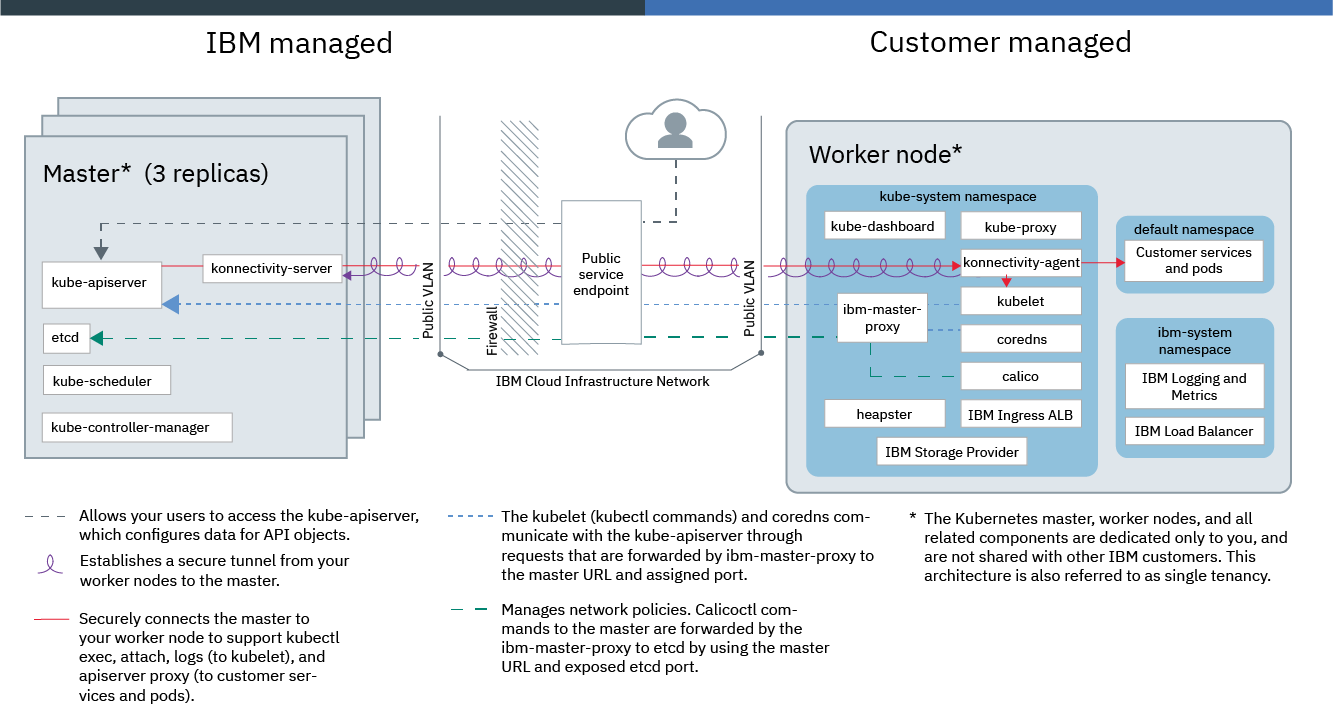 IBM managed
Customer managed
Master* (3 replicas)
kube-apiserver
konnectivity-server
etcd
kube-scheduler
kube-controller-manager
Public VLAN
Firewall
Public
service
endpoint
Public VLAN
IBM Cloud Infrastructure Network
Worker node*
kube-system namespace
kube-dashboard
kube-proxy
konnectivity-agent
kubelet
ibm-master-
proxy
coredns
calico
heapster
IBM Ingress ALB
IBM Storage Provider
default namespace
Customer services
and pods
ibm-system
namespace
IBM Logging and
Metrics
IBM Load Balancer
Allows your users to access the kube-apiserver,
which configures data for API objects.
Establishes a secure tunnel from your
worker nodes to the master.
Securely connects the master to
your worker node to support kubectl
exec, attach, logs (to kubelet), and
apiserver proxy (to customer ser-
vices and pods).
The kubelet (kubectl commands) and coredns com-
municate with the kube-apiserver through
requests that are forwarded by ibm-master-proxy to
the master URL and assigned port.
Manages network policies. Calicoctl com-
mands to the master are forwarded by the
ibm-master-proxy to etcd by using the master
URL and exposed etcd port.
* The Kubernetes master, worker nodes, and all
related components are dedicated only to you, and
are not shared with other IBM customers. This
architecture is also referred to as single tenancy.